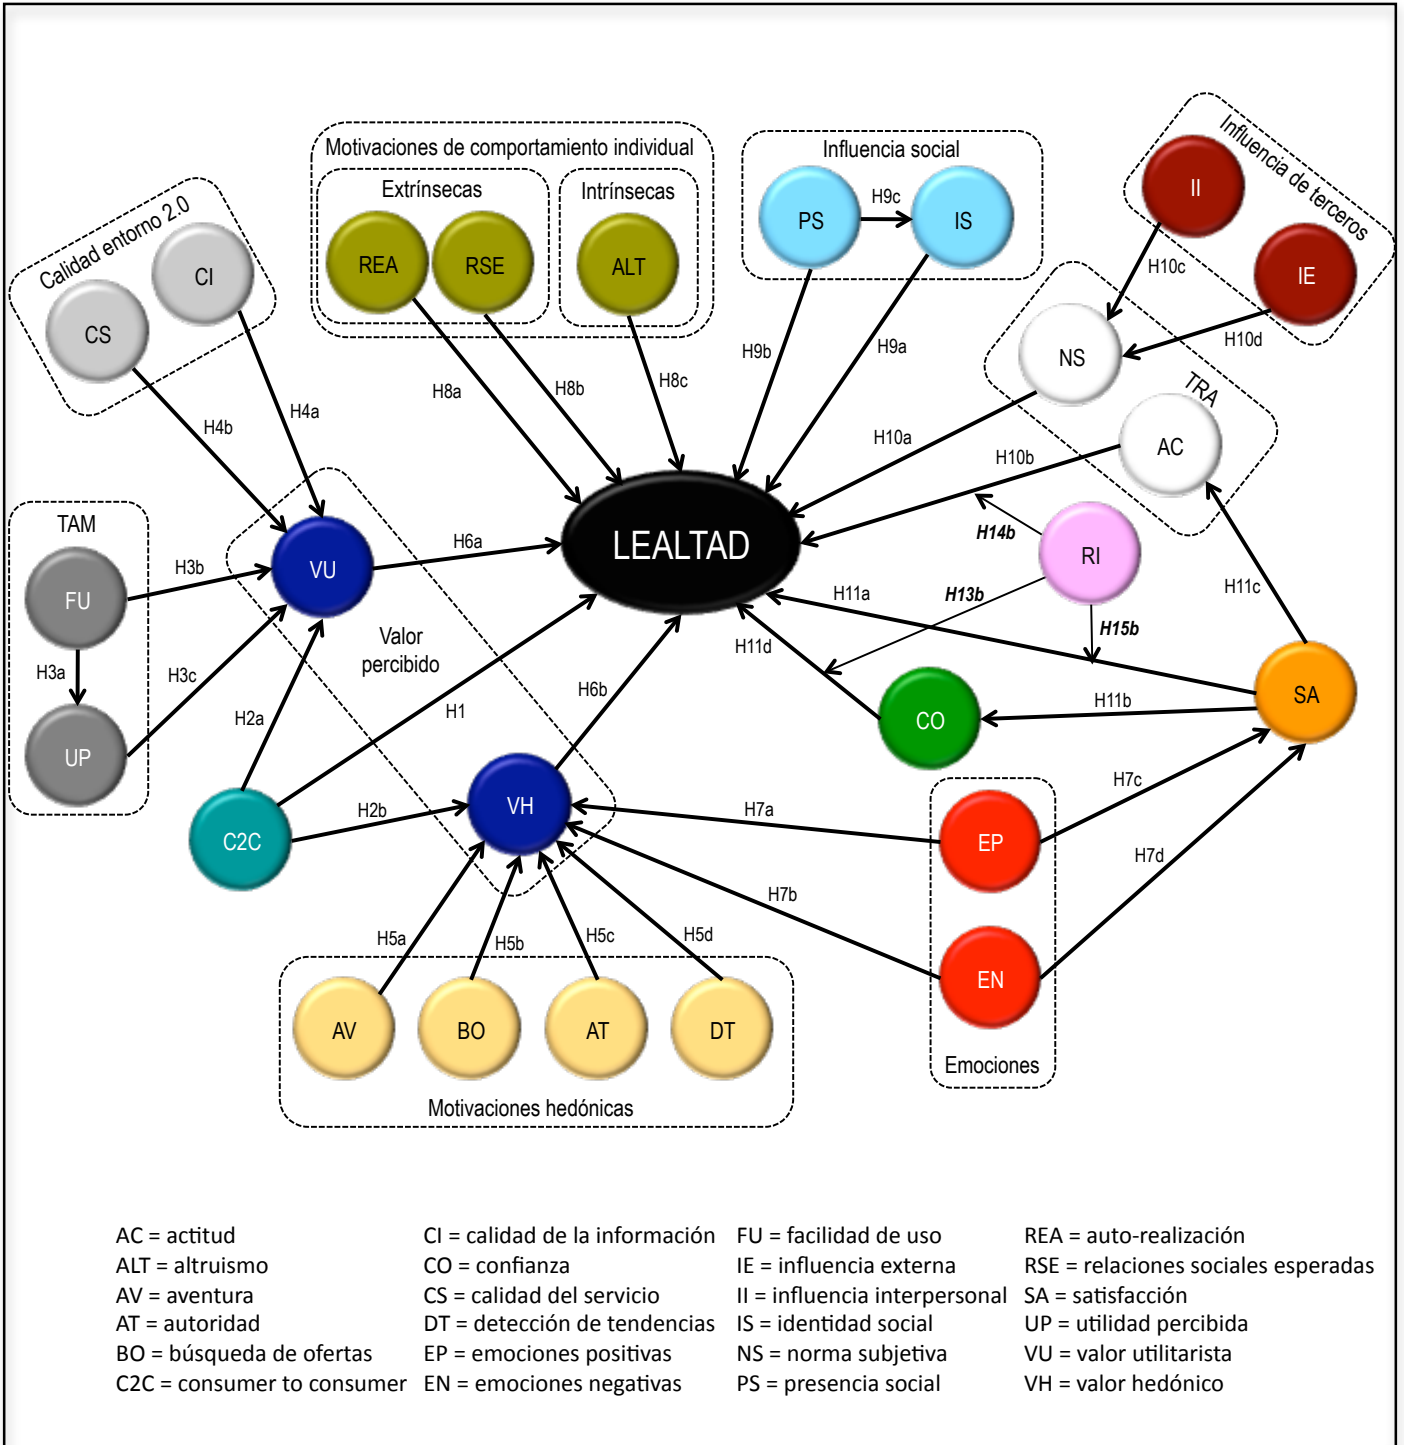 Motivaciones de comportamiento individual
Extrínsecas
Intrínsecas
REA
RSE
ALT
Influencia social
PS
H9c
IS
Influencia de terceros
II
IE
Calidad entorno 2.0
CS
CI
H10c
H10d
NS
TRA
AC
H4b
H4a
H8a
H8b
H8c
H9b
H9a
H10a
H10b
TAM
FU
H3a
UP
H3b
H3c
VU
H6a
LEALTAD
H14b
RI
H13b
H15b
H11a
H11c
H11d
Valor
percibido
H2a
H1
H6b
CO
H11b
SA
C2C
H2b
VH
H7a
H7c
EP
H7b
H7d
EN
Emociones
H5a
H5b
H5c
H5d
AV
BO
AT
DT
Motivaciones hedónicas
AC = actitud
ALT = altruismo
AV = aventura
AT = autoridad
BO = búsqueda de ofertas
C2C = consumer to consumer
CI = calidad de la información
CO = confianza
CS = calidad del servicio
DT = detección de tendencias
EP = emociones positivas
EN = emociones negativas
FU = facilidad de uso
IE = influencia externa
II = influencia interpersonal
IS = identidad social
NS = norma subjetiva
PS = presencia social
REA = auto-realización
RSE = relaciones sociales esperadas
SA = satisfacción
UP = utilidad percibida
VU = valor utilitarista
VH = valor hedónico